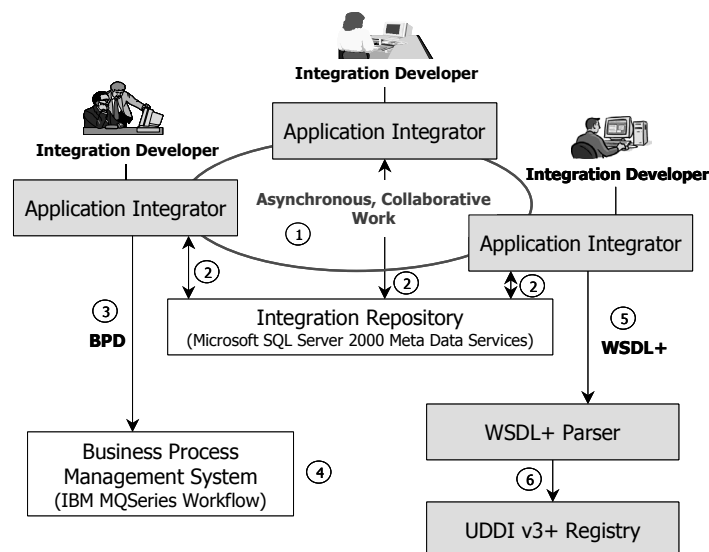 Integration Developer
Application Integrator
Integration Developer
Application Integrator
Integration Developer
Application Integrator
Asynchronous, Collaborative
Work
1
2
2
2
Integration Repository
(Microsoft SQL Server 2000 Meta Data Services)
3
BPD
5
WSDL+
Business Process
Management System
(IBM MQSeries Workflow)
4
WSDL+ Parser
6
UDDI v3+ Registry